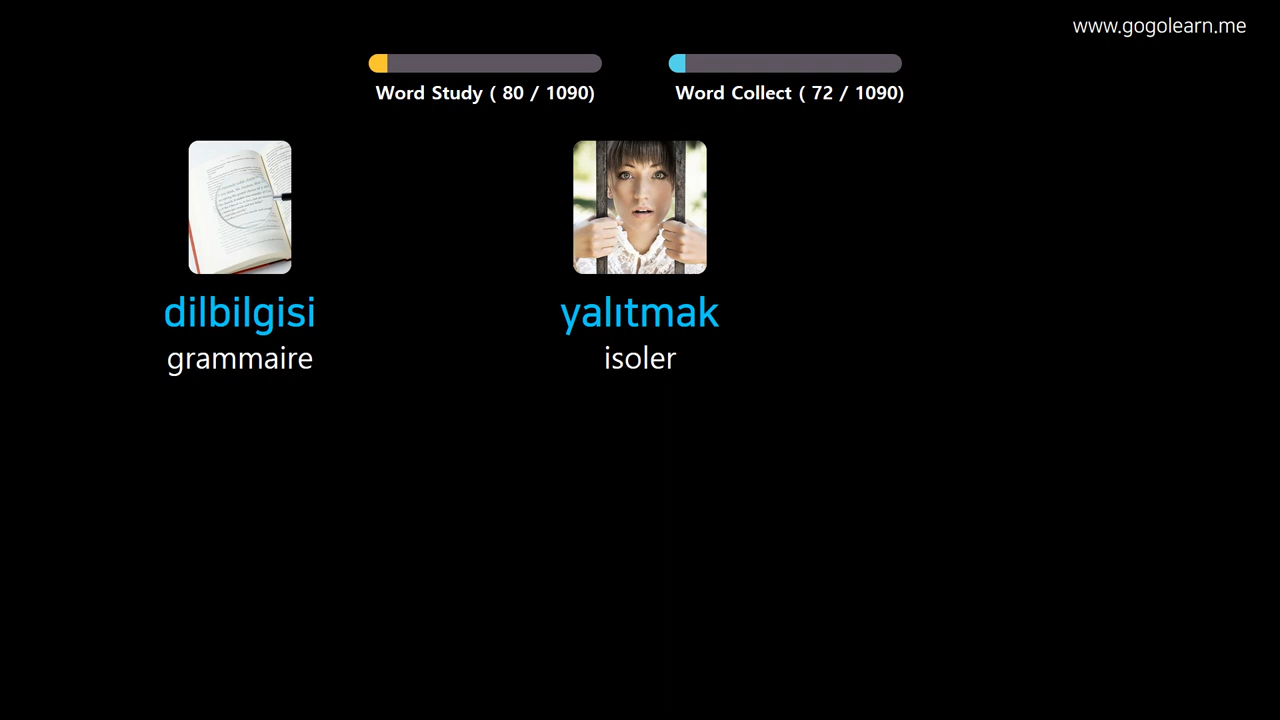 www.gogolearn.me
Word Study ( 80 / 1090)
Word Collect ( 72 / 1090)
dilbilgisi
grammaire
yalıtmak
isoler